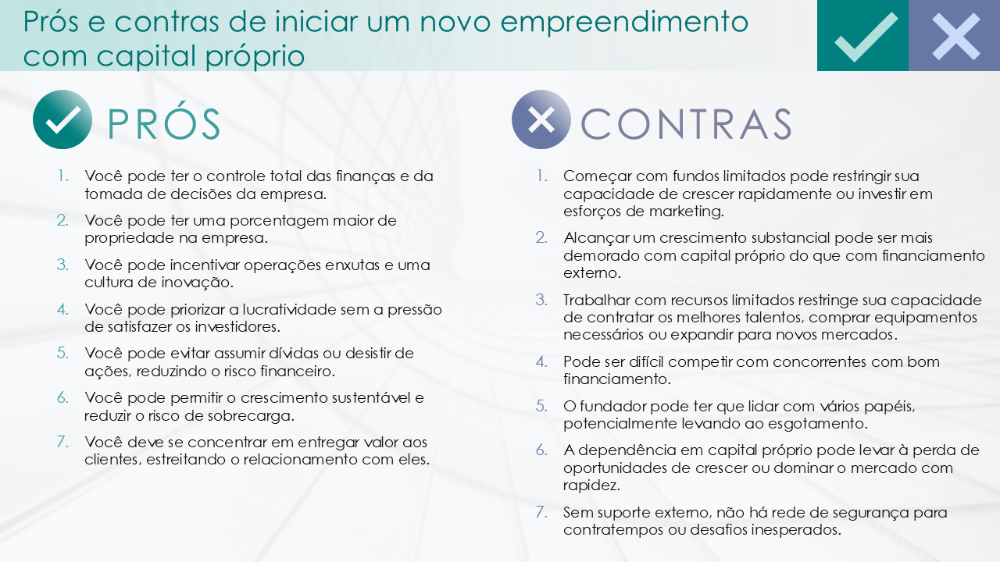 Prós e contras de iniciar um novo empreendimento
com capital próprio
PRÓS
1. Você pode ter o controle total das finanças e da
tomada de decisões da empresa.
2. Você pode ter uma porcentagem maior de
propriedade na empresa.
3. Você pode incentivar operações enxutas e uma
cultura de inovação.
4. Você pode priorizar a lucratividade sem a pressão
de satisfazer os investidores.
5. Você pode evitar assumir dívidas ou desistir de
ações, reduzindo o risco financeiro.
6. Você pode permitir o crescimento sustentável e
reduzir o risco de sobrecarga.
7. Você deve se concentrar em entregar valor aos
clientes, estreitando o relacionamento com eles.
CONTRAS
1. Começar com fundos limitados pode restringir sua
capacidade de crescer rapidamente ou investir em
esforços de marketing.
2. Alcançar um crescimento substancial pode ser mais
demorado com capital próprio do que com financiamento
externo.
3. Trabalhar com recursos limitados restringe sua capacidade
de contratar os melhores talentos, comprar equipamentos
necessários ou expandir para novos mercados.
4. Pode ser difícil competir com concorrentes com bom
financiamento.
5. O fundador pode ter que lidar com vários papéis,
potencialmente levando ao esgotamento.
6. A dependência em capital próprio pode levar à perda de
oportunidades de crescer ou dominar o mercado com
rapidez.
7. Sem suporte externo, não há rede de segurança para
contratempos ou desafios inesperados.